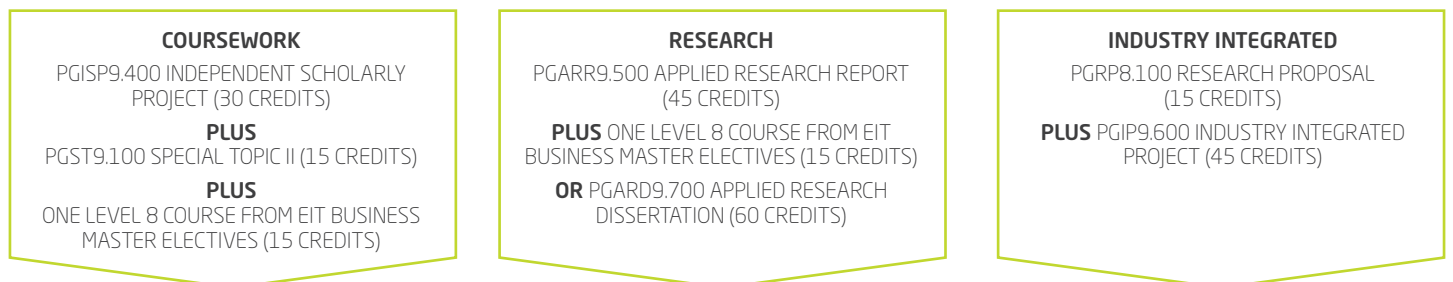 COURSEWORK
PGISP9.400 INDEPENDENT SCHOLARLY
PROJECT (30 CREDITS)
PLUS
PGST9.100 SPECIAL TOPIC II (15 CREDITS)
PLUS
ONE LEVEL 8 COURSE FROM EIT BUSINESS
MASTER ELECTIVES (15 CREDITS)
RESEARCH
PGARR9.500 APPLIED RESEARCH REPORT
(45 CREDITS)
PLUS ONE LEVEL 8 COURSE FROM EIT
BUSINESS MASTER ELECTIVES (15 CREDITS)
OR PGARD9.700 APPLIED RESEARCH
DISSERTATION (60 CREDITS)
INDUSTRY INTEGRATED
PGRP8.100 RESEARCH PROPOSAL
(15 CREDITS)
PLUS PGIP9.600 INDUSTRY INTEGRATED
PROJECT (45 CREDITS)